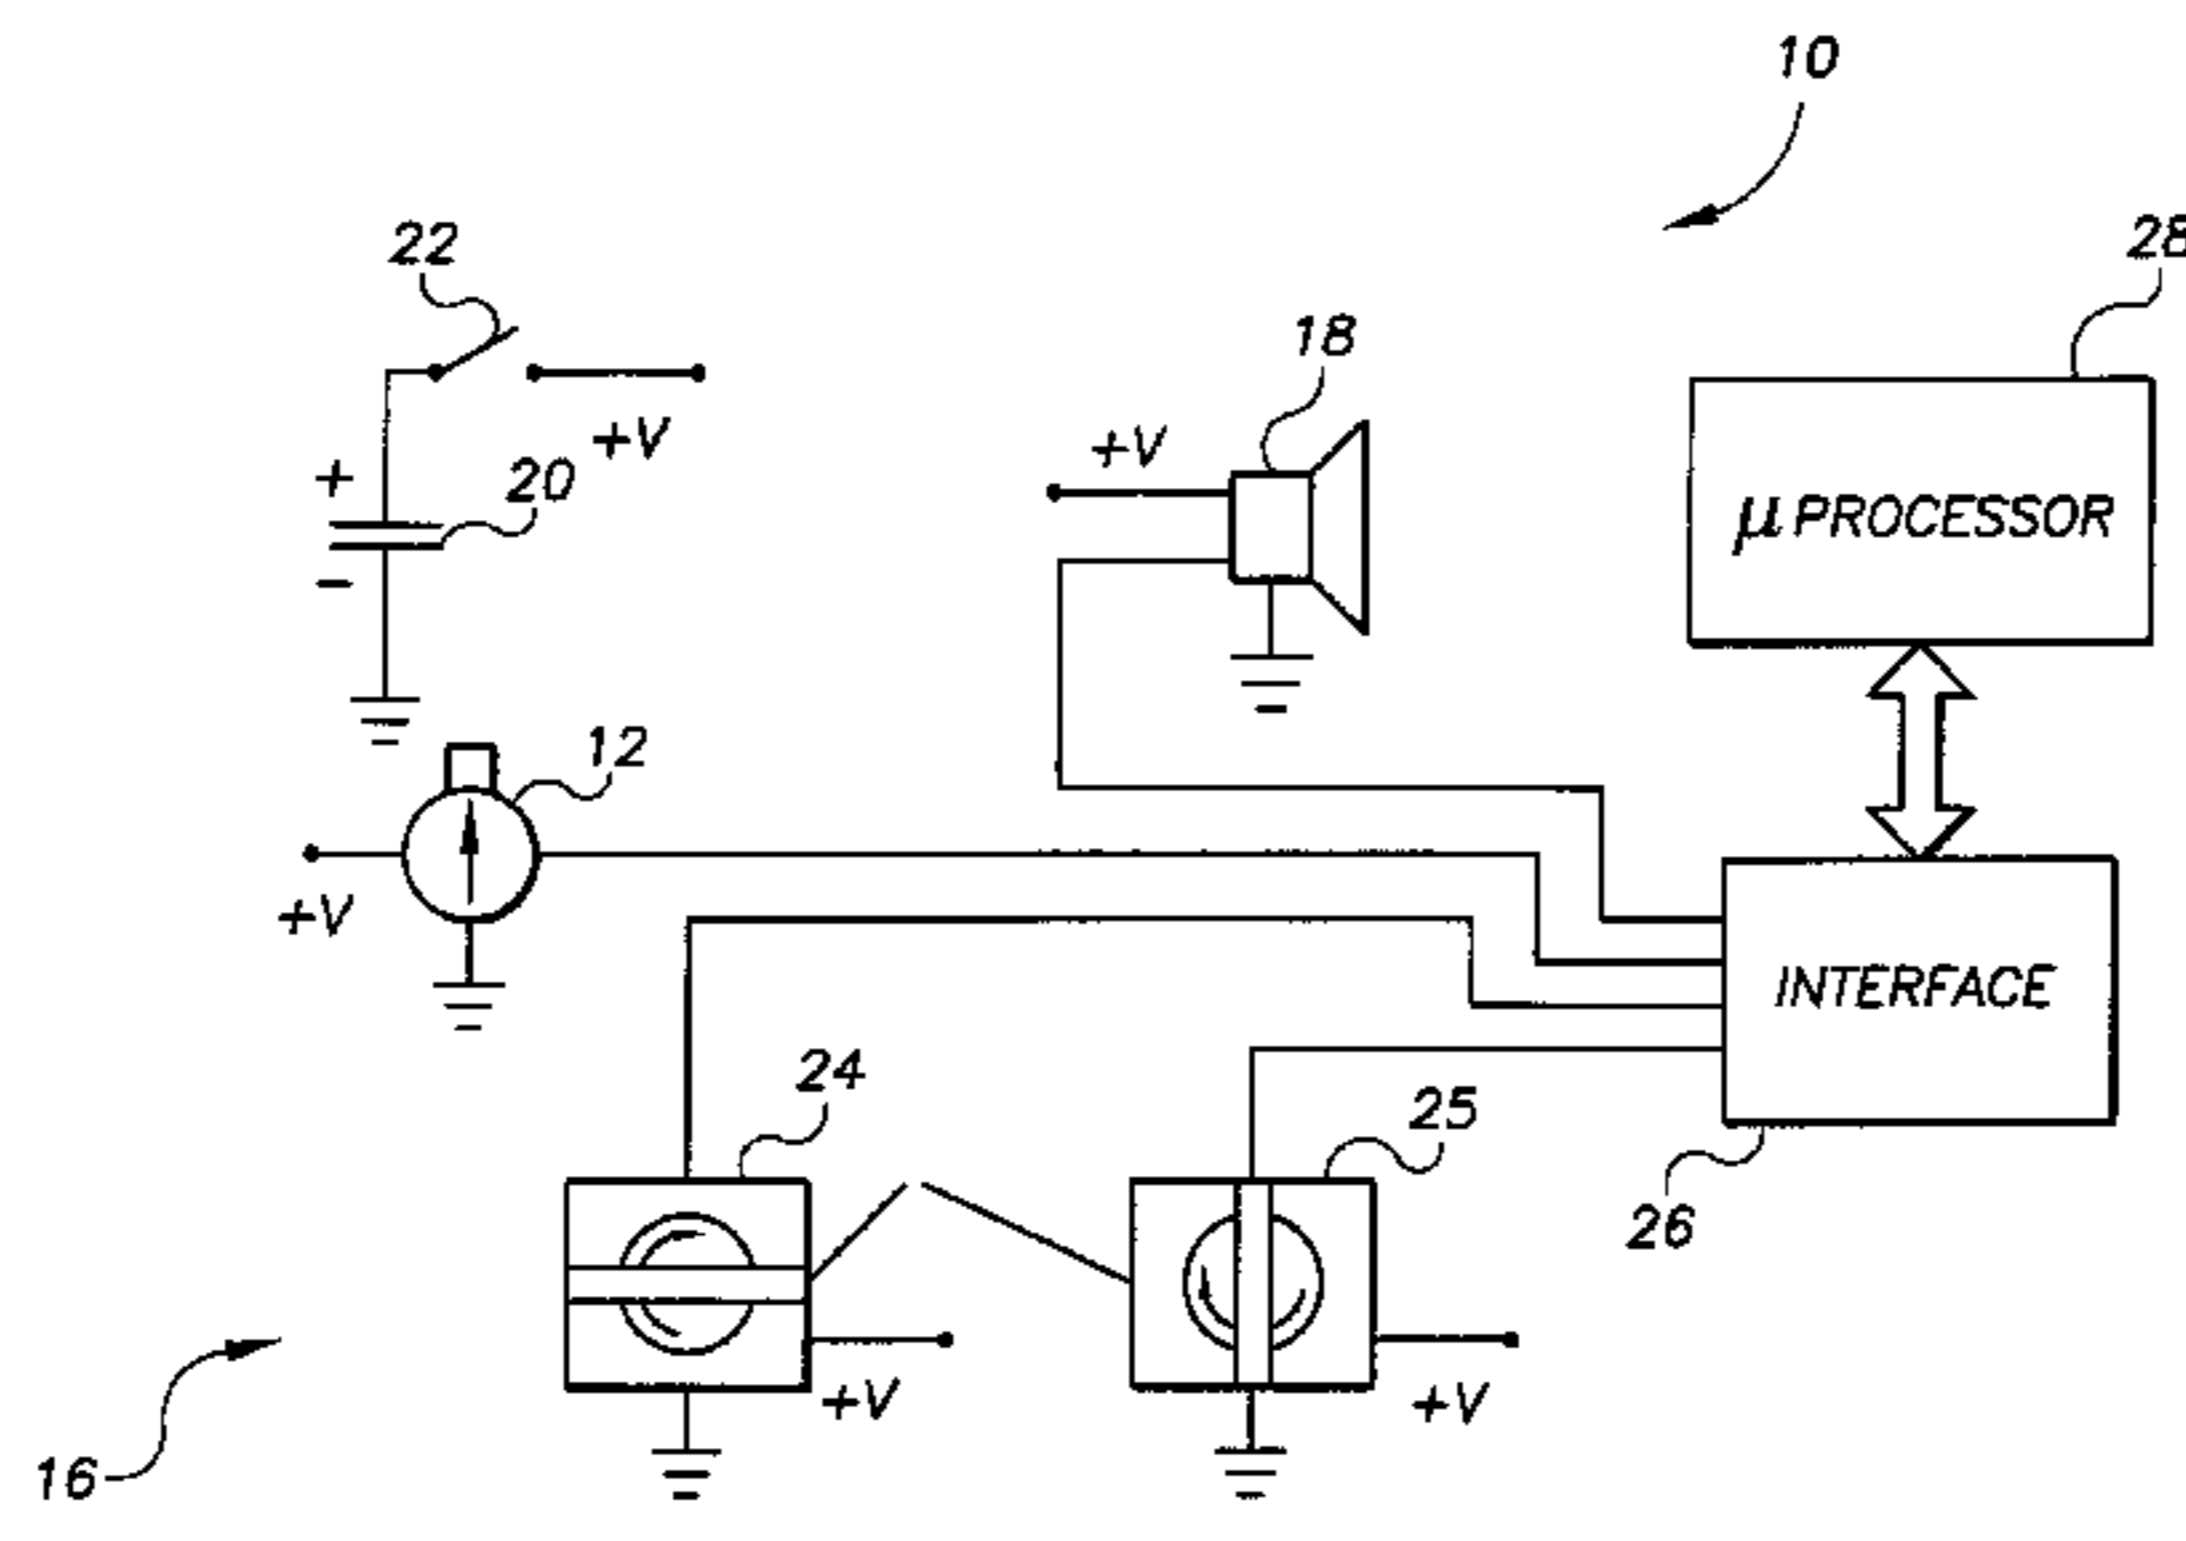 10
28
22
18
+V
+V
+
20
μ PROCESSOR
-
12
+V
INTERFACE
24
25
26
+V
+V
16